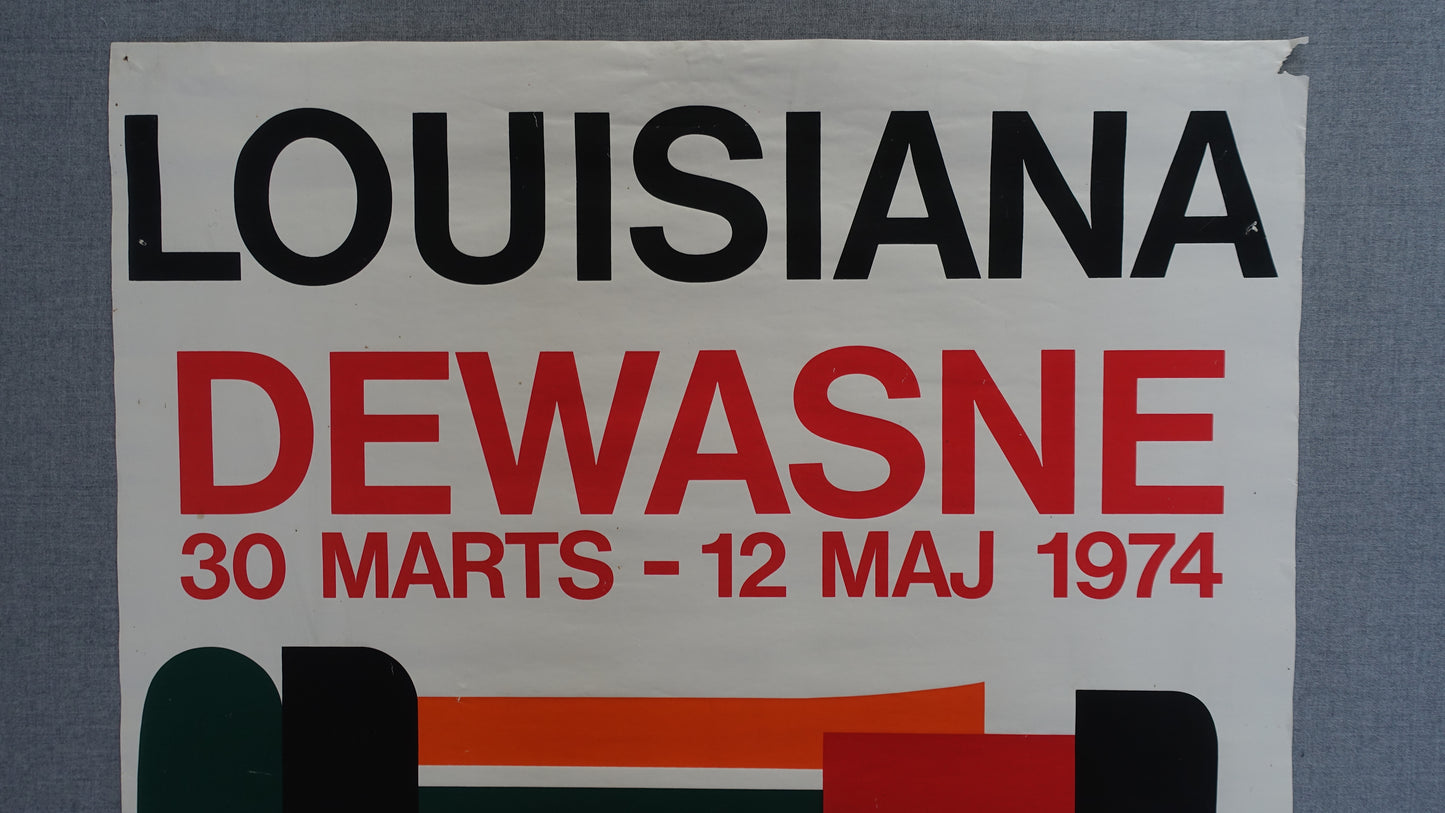 LOUISIANA
DEWASNE
30 MARTS - 12 MAJ 1974